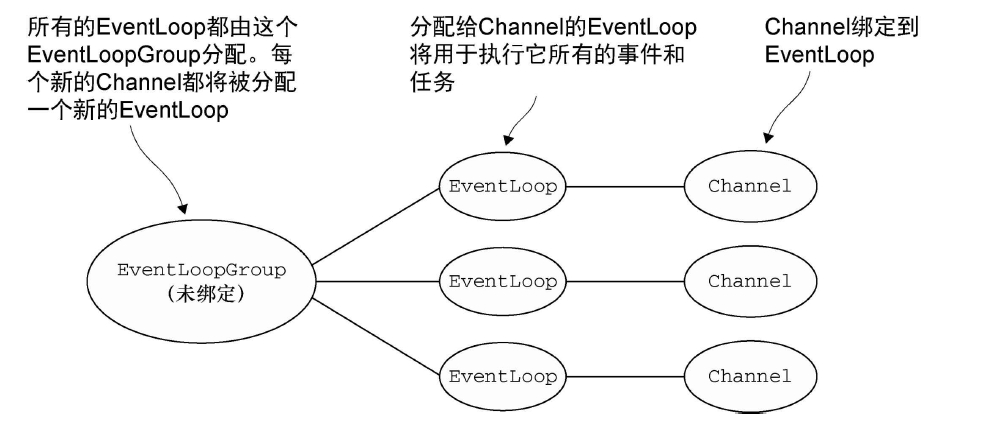 所有的EventLoop都由这个
EventLoopGroup分配。每
个新的Channel都将被分配
一个新的EventLoop
分配给Channel的EventLoop
将用于执行它所有的事件和
任务
Channel绑定到
EventLoop
EventLoopGroup
(未绑定)
EventLoop
Channel
EventLoop
Channel
EventLoop
Channel